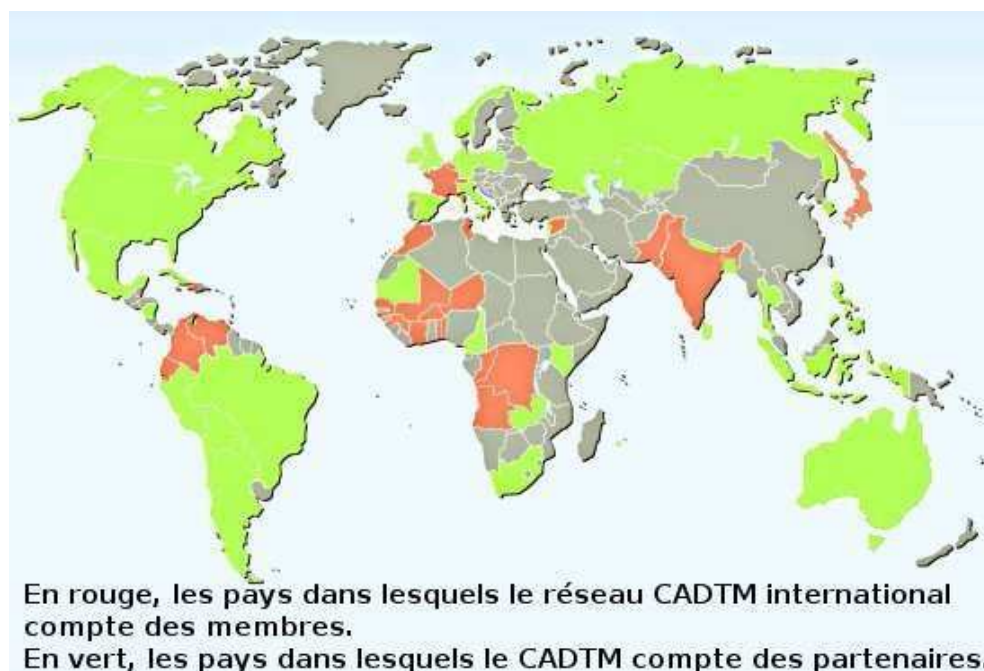 En rouge, les pays dans lesquels le réseau CADTM international
compte des membres.
En vert, les pays dans lesquels le CADTM compte des partenaires